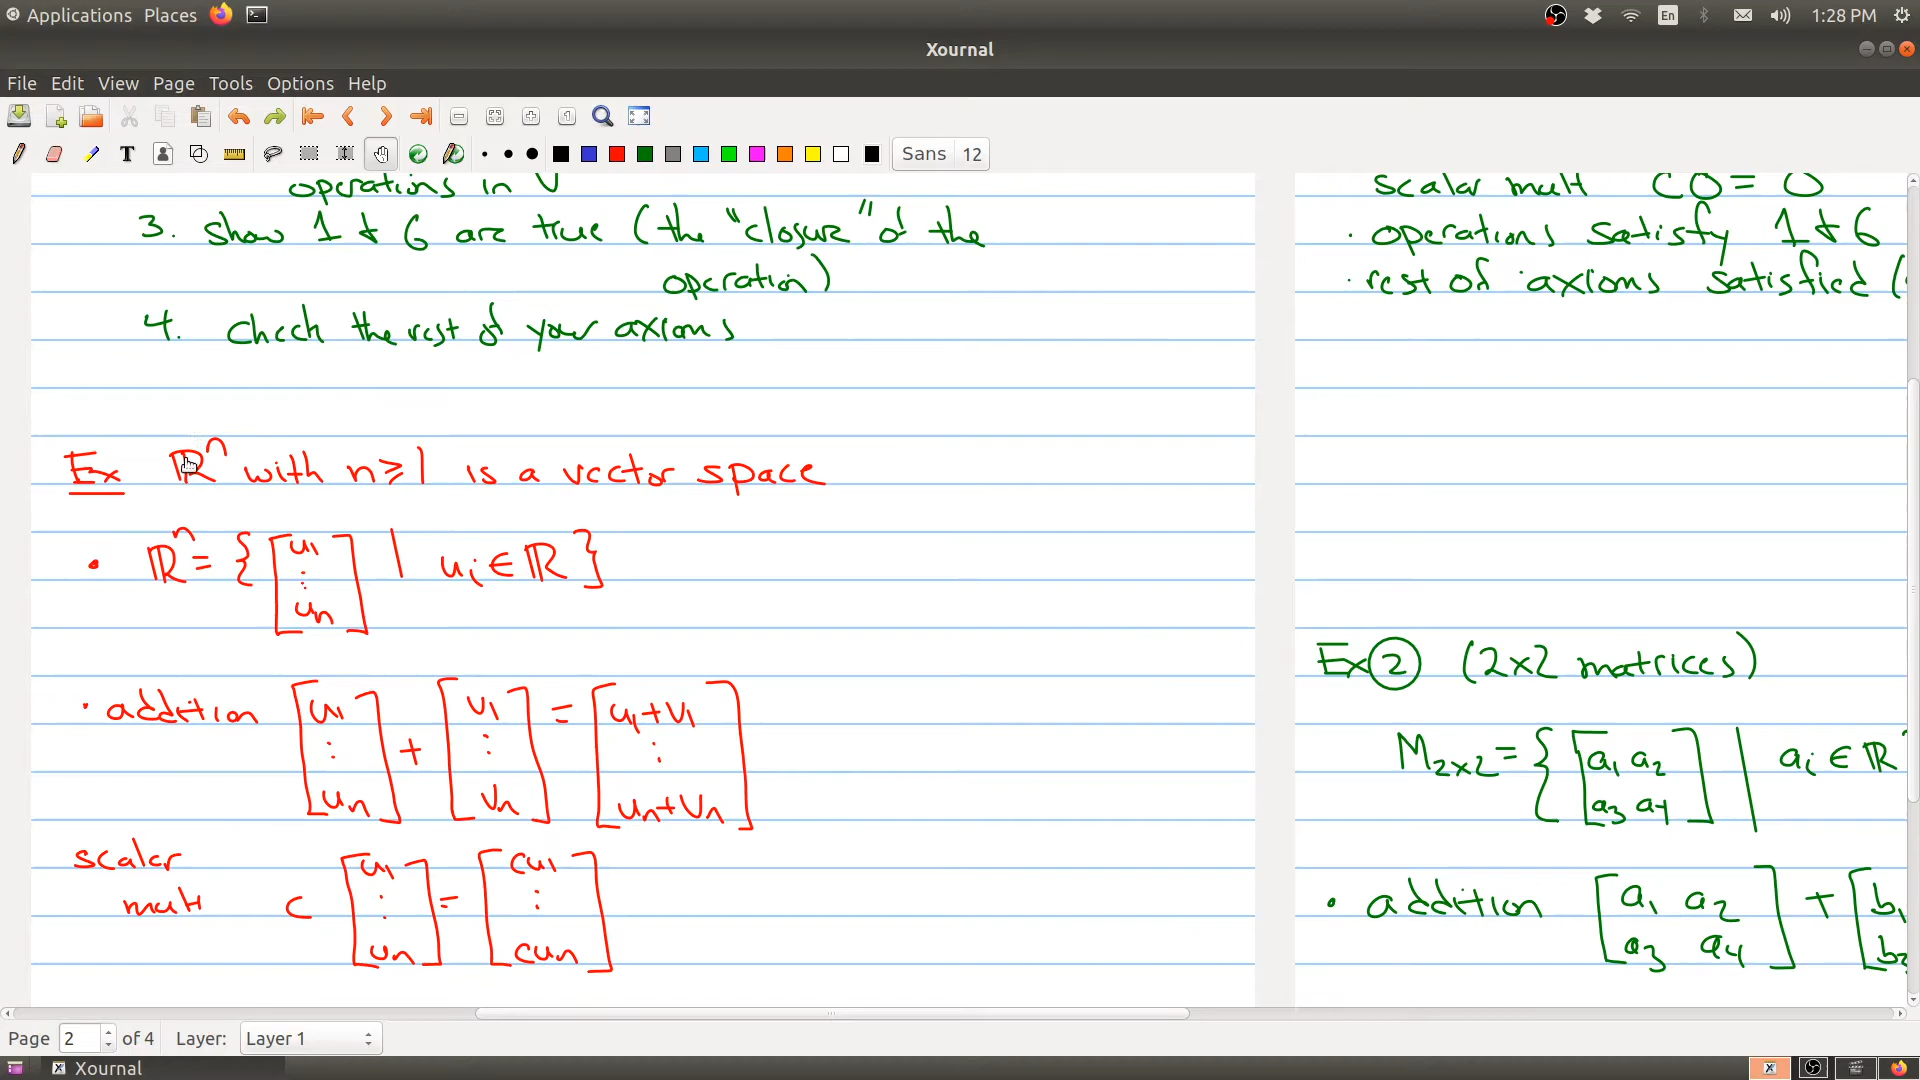 Applications Places En 1:28 PM
Xournal
File Edit View Page Tools Options Help
T Sans 12
operations in V
3. show 1 & 6 are true (the "closure" of the
operation)
4. Check the rest of your axioms
Ex ℝⁿ with n ≥ 1 is a vector space
• ℝⁿ = { [u₁ ⋮ uₙ] | uᵢ ∈ ℝ }
• addition [u₁ ⋮ uₙ] + [v₁ ⋮ vₙ] = [u₁+v₁ ⋮ uₙ+vₙ]
scalar
mult c [u₁ ⋮ uₙ] = [cu₁ ⋮ cuₙ]
scalar mult C0 = 0
• operations satisfy 1 & 6
• rest of axioms satisfied (
Ex ② (2x2 matrices)
M₂ₓ₂ = { [a₁ a₂
a₃ a₄] | aᵢ ∈ ℝ
• addition [a₁ a₂ + [b₁
a₃ a₄] b₃
Page 2 of 4 Layer: Layer 1
Xournal